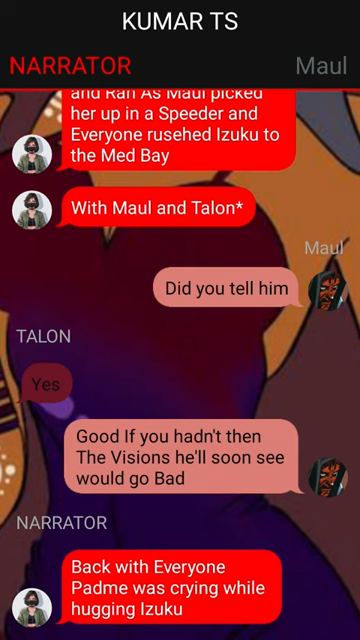 KUMAR TS
NARRATOR
Maul
and Ran As Maul picked
her up in a Speeder and
Everyone rusehed Izuku to
the Med Bay
With Maul and Talon*
Maul
Did you tell him
TALON
Yes
Good If you hadn't then
The Visions he'll soon see
would go Bad
NARRATOR
Back with Everyone
Padme was crying while
hugging Izuku